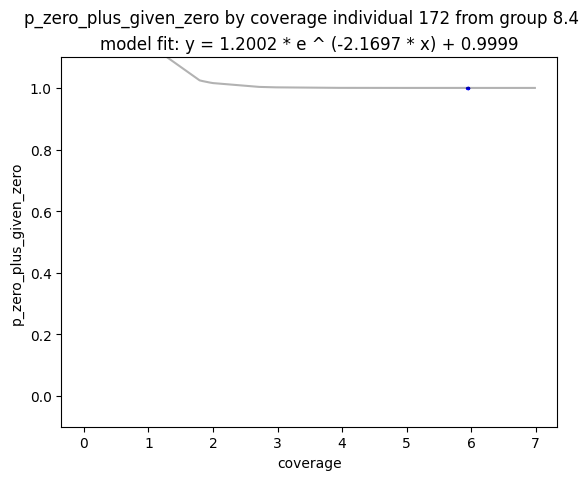 p_zero_plus_given_zero by coverage individual 172 from group 8.4
model fit: y = 1.2002 * e ^ (-2.1697 * x) + 0.9999
1.0
0.8
0.6
0.4
0.2
0.0
p_zero_plus_given_zero
0 1 2 3 4 5 6 7
coverage